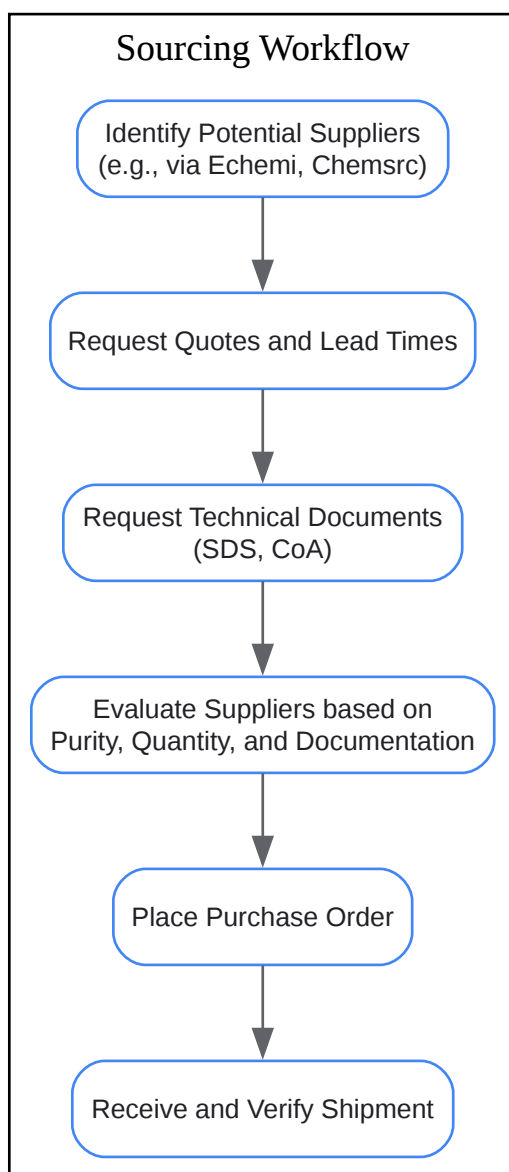 Sourcing Workflow
Identify Potential Suppliers
(e.g., via Echemi, Chemsrc)
Request Quotes and Lead Times
Request Technical Documents
(SDS, CoA)
Evaluate Suppliers based on
Purity, Quantity, and Documentation
Place Purchase Order
Receive and Verify Shipment